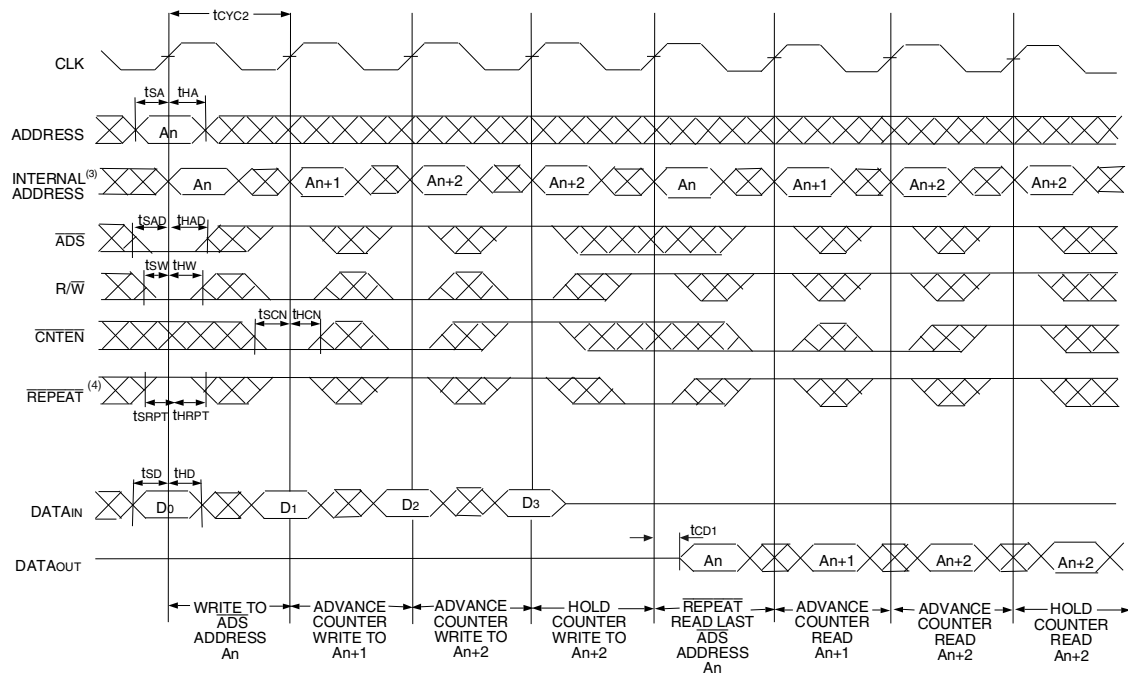 tCYC2
CLK
tSA tHA
ADDRESS An
INTERNAL(3) ADDRESS An An+1 An+2 An+2 An An+1 An+2 An+2
tSAD tHAD
ADS
tSW tHW
R/W
tSCN tHCN
CNTEN
REPEAT (4)
tSRPT tHRPT
tSD tHD
DATAIN D0 D1 D2 D3
tCD1
DATAOUT An An+1 An+2 An+2
WRITE TO
ADS
ADDRESS
An
ADVANCE
COUNTER
WRITE TO
An+1
ADVANCE
COUNTER
WRITE TO
An+2
HOLD
COUNTER
WRITE TO
An+2
REPEAT
READ LAST
ADS
ADDRESS
An
ADVANCE
COUNTER
READ
An+1
ADVANCE
COUNTER
READ
An+2
HOLD
COUNTER
READ
An+2